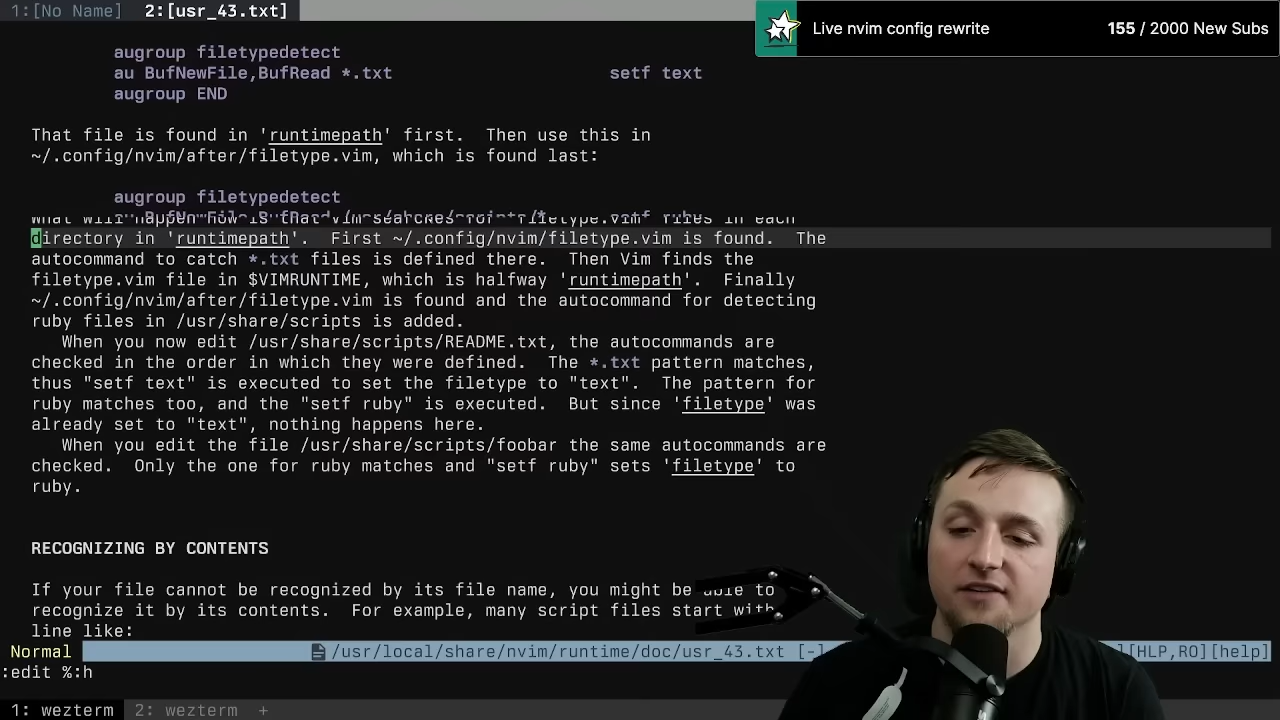 1:[No Name]  2:[usr_43.txt]
Live nvim config rewrite  155 / 2000 New Subs
augroup filetypedetect
au BufNewFile,BufRead *.txt  setf text
augroup END
That file is found in 'runtimepath' first.  Then use this in
~/.config/nvim/after/filetype.vim, which is found last:
augroup filetypedetect
directory in 'runtimepath'.  First ~/.config/nvim/filetype.vim is found.  The
autocommand to catch *.txt files is defined there.  Then Vim finds the
filetype.vim file in $VIMRUNTIME, which is halfway 'runtimepath'.  Finally
~/.config/nvim/after/filetype.vim is found and the autocommand for detecting
ruby files in /usr/share/scripts is added.
When you now edit /usr/share/scripts/README.txt, the autocommands are
checked in the order in which they were defined.  The *.txt pattern matches,
thus "setf text" is executed to set the filetype to "text".  The pattern for
ruby matches too, and the "setf ruby" is executed.  But since 'filetype' was
already set to "text", nothing happens here.
When you edit the file /usr/share/scripts/foobar the same autocommands are
checked.  Only the one for ruby matches and "setf ruby" sets 'filetype' to
ruby.
RECOGNIZING BY CONTENTS
If your file cannot be recognized by its file name, you might be able to
recognize it by its contents.  For example, many script files start with
line like:
Normal  /usr/local/share/nvim/runtime/doc/usr_43.txt [-]  [HLP,RO][help]
:edit %:h
1: wezterm  2: wezterm  +